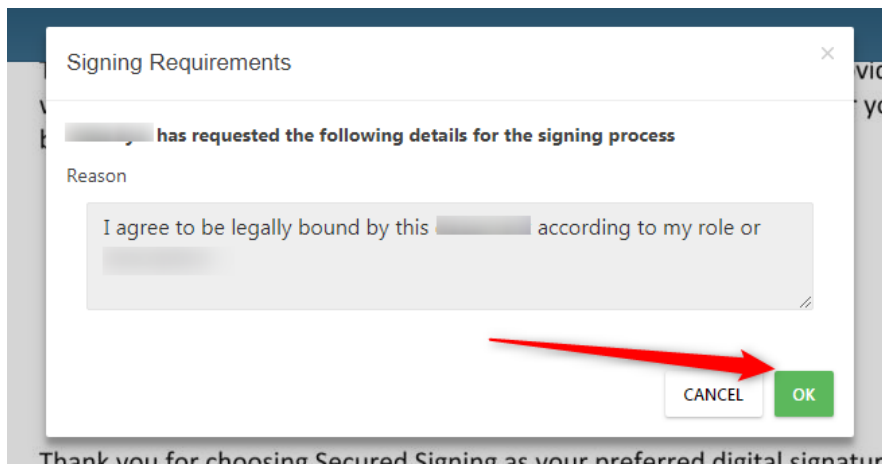 Signing Requirements
×
has requested the following details for the signing process
Reason
I agree to be legally bound by this according to my role or
CANCEL
OK
Thank you for choosing Secured Signing as your preferred digital